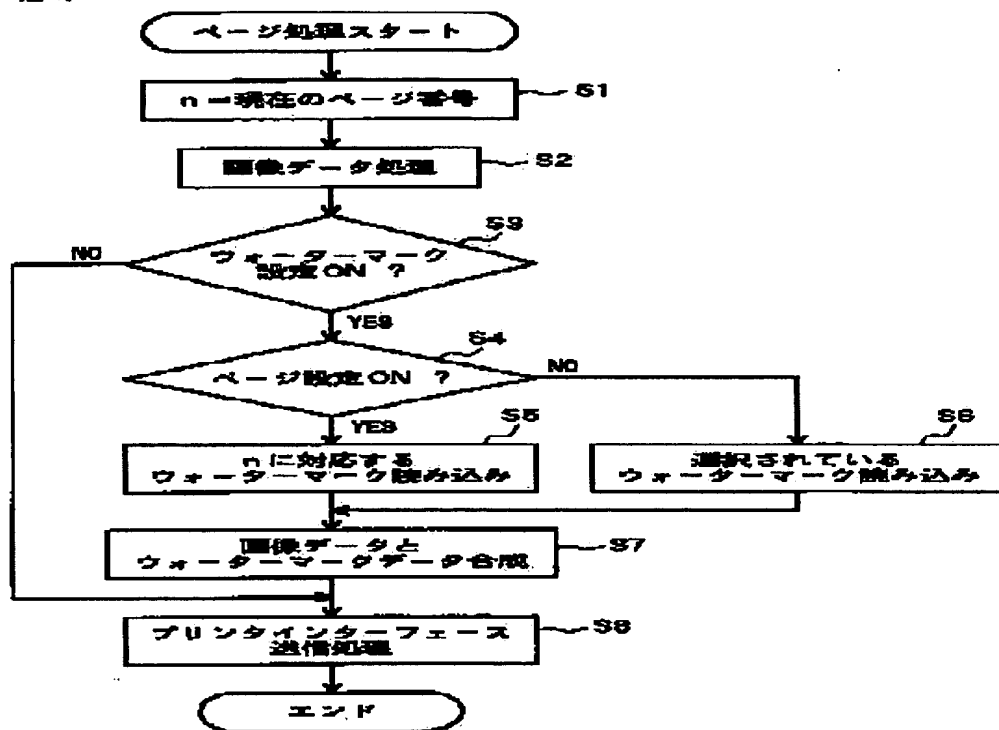 ページ処理スタート
n＝現在のページ番号
S1
画像データ処理
S2
ウォーターマーク
設定ON ?
S3
NO
YES
ページ設定ON ?
S4
NO
YES
nに対応する
ウォーターマーク読み込み
S5
選択されている
ウォーターマーク読み込み
S6
画像データと
ウォーターマークデータ合成
S7
プリンタインターフェース
送信処理
S8
エンド